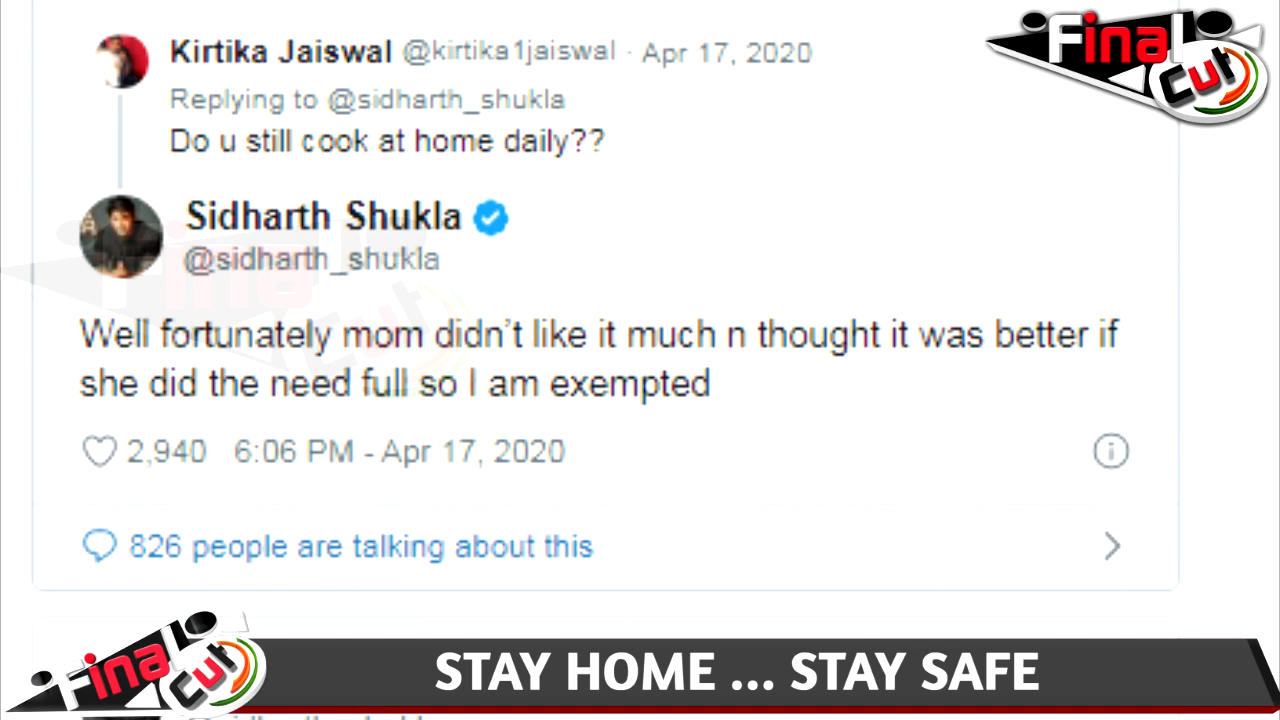 Kirtika Jaiswal @kirtika1jaiswal · Apr 17, 2020
Replying to @sidharth_shukla
Do u still cook at home daily??
Final Cut
Sidharth Shukla
@sidharth_shukla
Final Cut
Well fortunately mom didn't like it much n thought it was better if
she did the need full so I am exempted
2,940 6:06 PM - Apr 17, 2020
826 people are talking about this
Final Cut
STAY HOME ... STAY SAFE